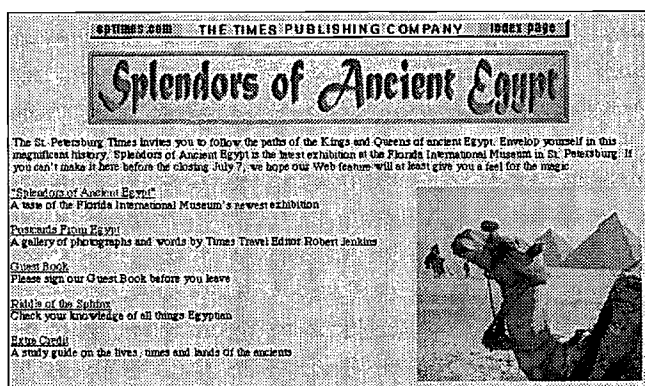 sptimes.com THE TIMES PUBLISHING COMPANY index page
Splendors of Ancient Egypt
The St. Petersburg Times invites you to follow the paths of the Kings and Queens of ancient Egypt. Envelop yourself in this
magnificent history. Splendors of Ancient Egypt is the latest exhibition at the Florida International Museum in St. Petersburg. If
you can't make it here before the closing July 7, we hope our Web feature will at least give you a feel for the magic.
"Splendors of Ancient Egypt"
A taste of the Florida International Museum's newest exhibition
Postcards From Egypt
A gallery of photographs and words by Times Travel Editor Robert Jenkins
Guest Book
Please sign our Guest Book before you leave
Riddle of the Sphinx
Check your knowledge of all things Egyptian
Extra Credit
A study guide on the lives, times and lands of the ancients